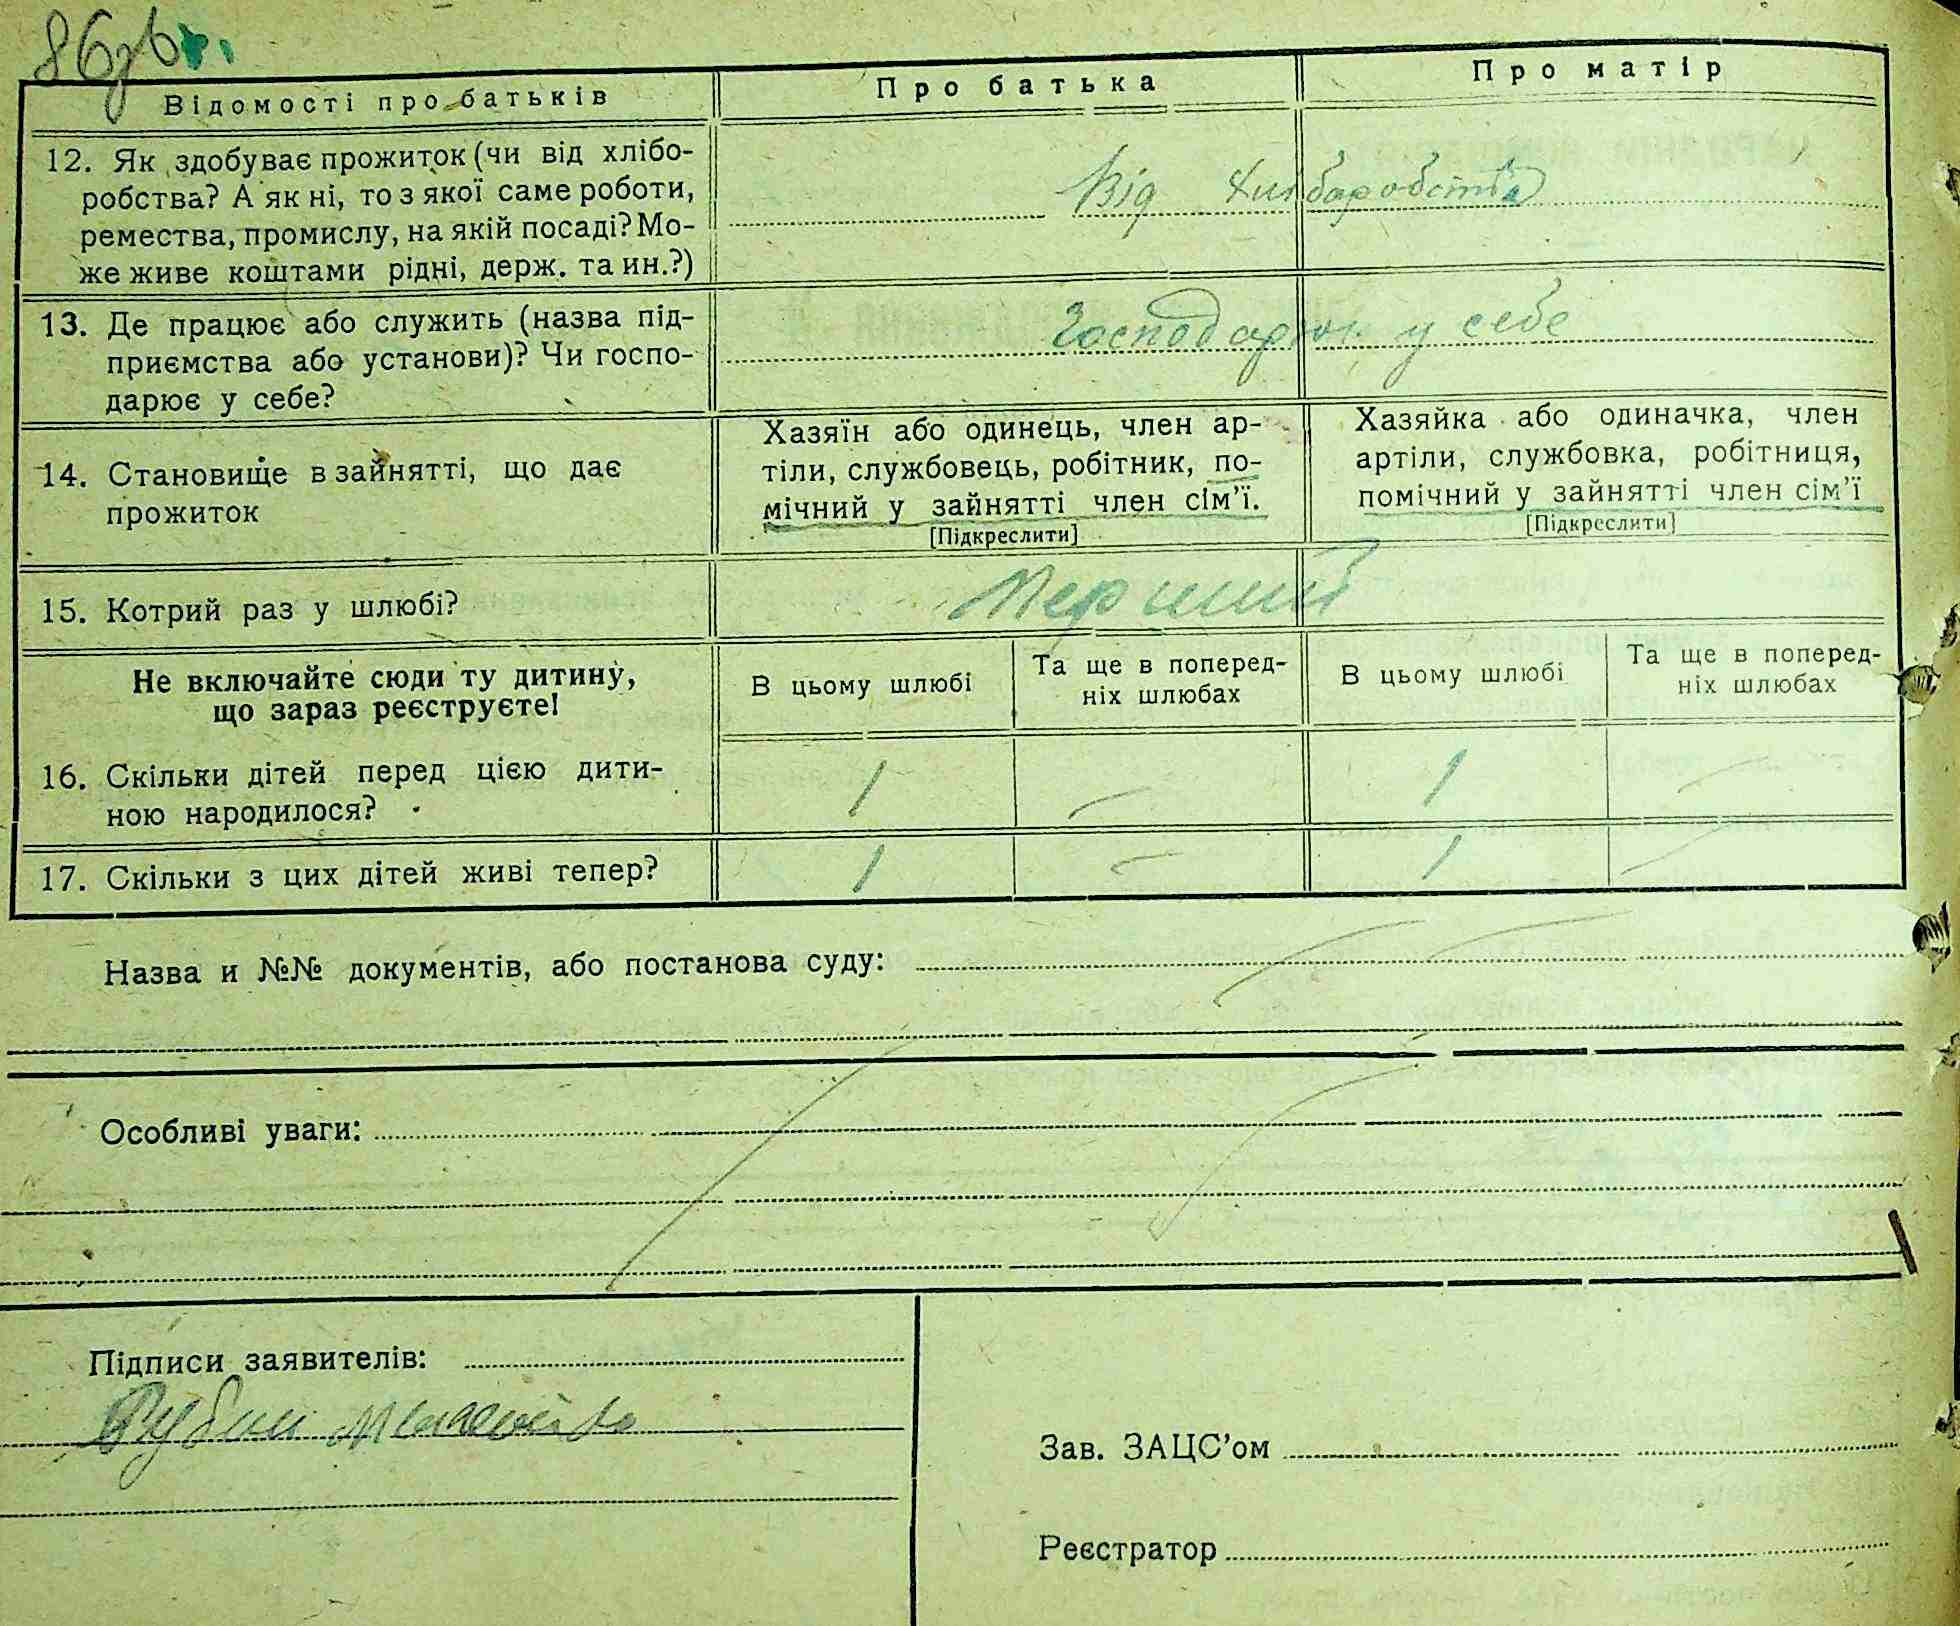 86зв
Відомості про батьків
Про батька
Про матір
12. Як здобуває прожиток (чи від хлібо-
робства? А як ні, то з якої саме роботи,
ремества, промислу, на якій посаді? Мо-
же живе коштами рідні, держ. та ин.?)
Від хлібаробства
13. Де працює або служить (назва під-
приємства або установи)? Чи госпо-
дарює у себе?
Господарюють у себе
14. Становище в зайнятті, що дає
прожиток
Хазяїн або одинець, член ар-
тіли, службовець, робітник, по-
мічний у зайнятті член сім’ї.
[Підкреслити]
Хазяйка або одиначка, член
артіли, службовка, робітниця,
помічний у зайнятті член сім’ї
[Підкреслити]
15. Котрий раз у шлюбі?
Перший
Не включайте сюди ту дитину,
що зараз реєструєте!
В цьому шлюбі
Та ще в поперед-
ніх шлюбах
В цьому шлюбі
Та ще в поперед-
ніх шлюбах
16. Скільки дітей перед цією дити-
ною народилося?
1 — 1 —
17. Скільки з цих дітей живі тепер?
1 — 1 —
Назва и №№ документів, або постанова суду:
Особливі уваги:
Підписи заявителів:
Зав. ЗАЦС’ом
Реєстратор